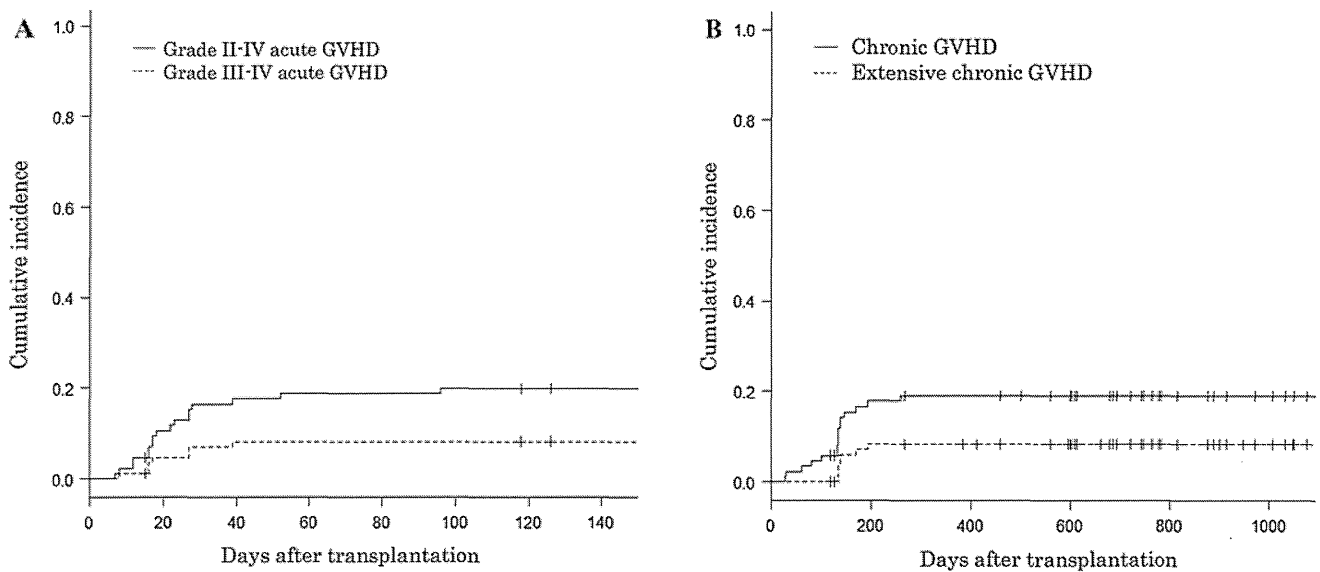 A
Grade II-IV acute GVHD
Grade III-IV acute GVHD
Cumulative incidence
1.0
0.8
0.6
0.4
0.2
0.0
0 20 40 60 80 100 120 140
Days after transplantation
B
Chronic GVHD
Extensive chronic GVHD
Cumulative incidence
1.0
0.8
0.6
0.4
0.2
0.0
0 200 400 600 800 1000
Days after transplantation